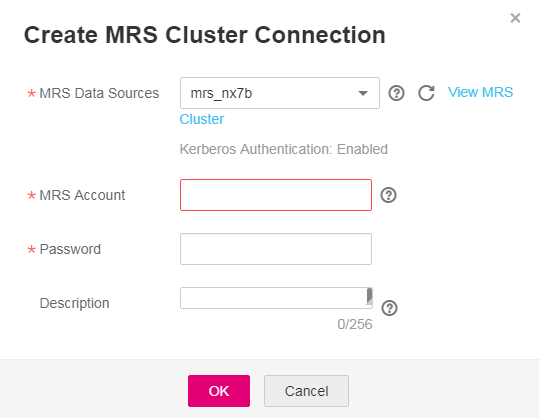 Create MRS Cluster Connection
* MRS Data Sources mrs_nx7b View MRS
Cluster
Kerberos Authentication: Enabled
* MRS Account
* Password
Description
0/256
OK Cancel